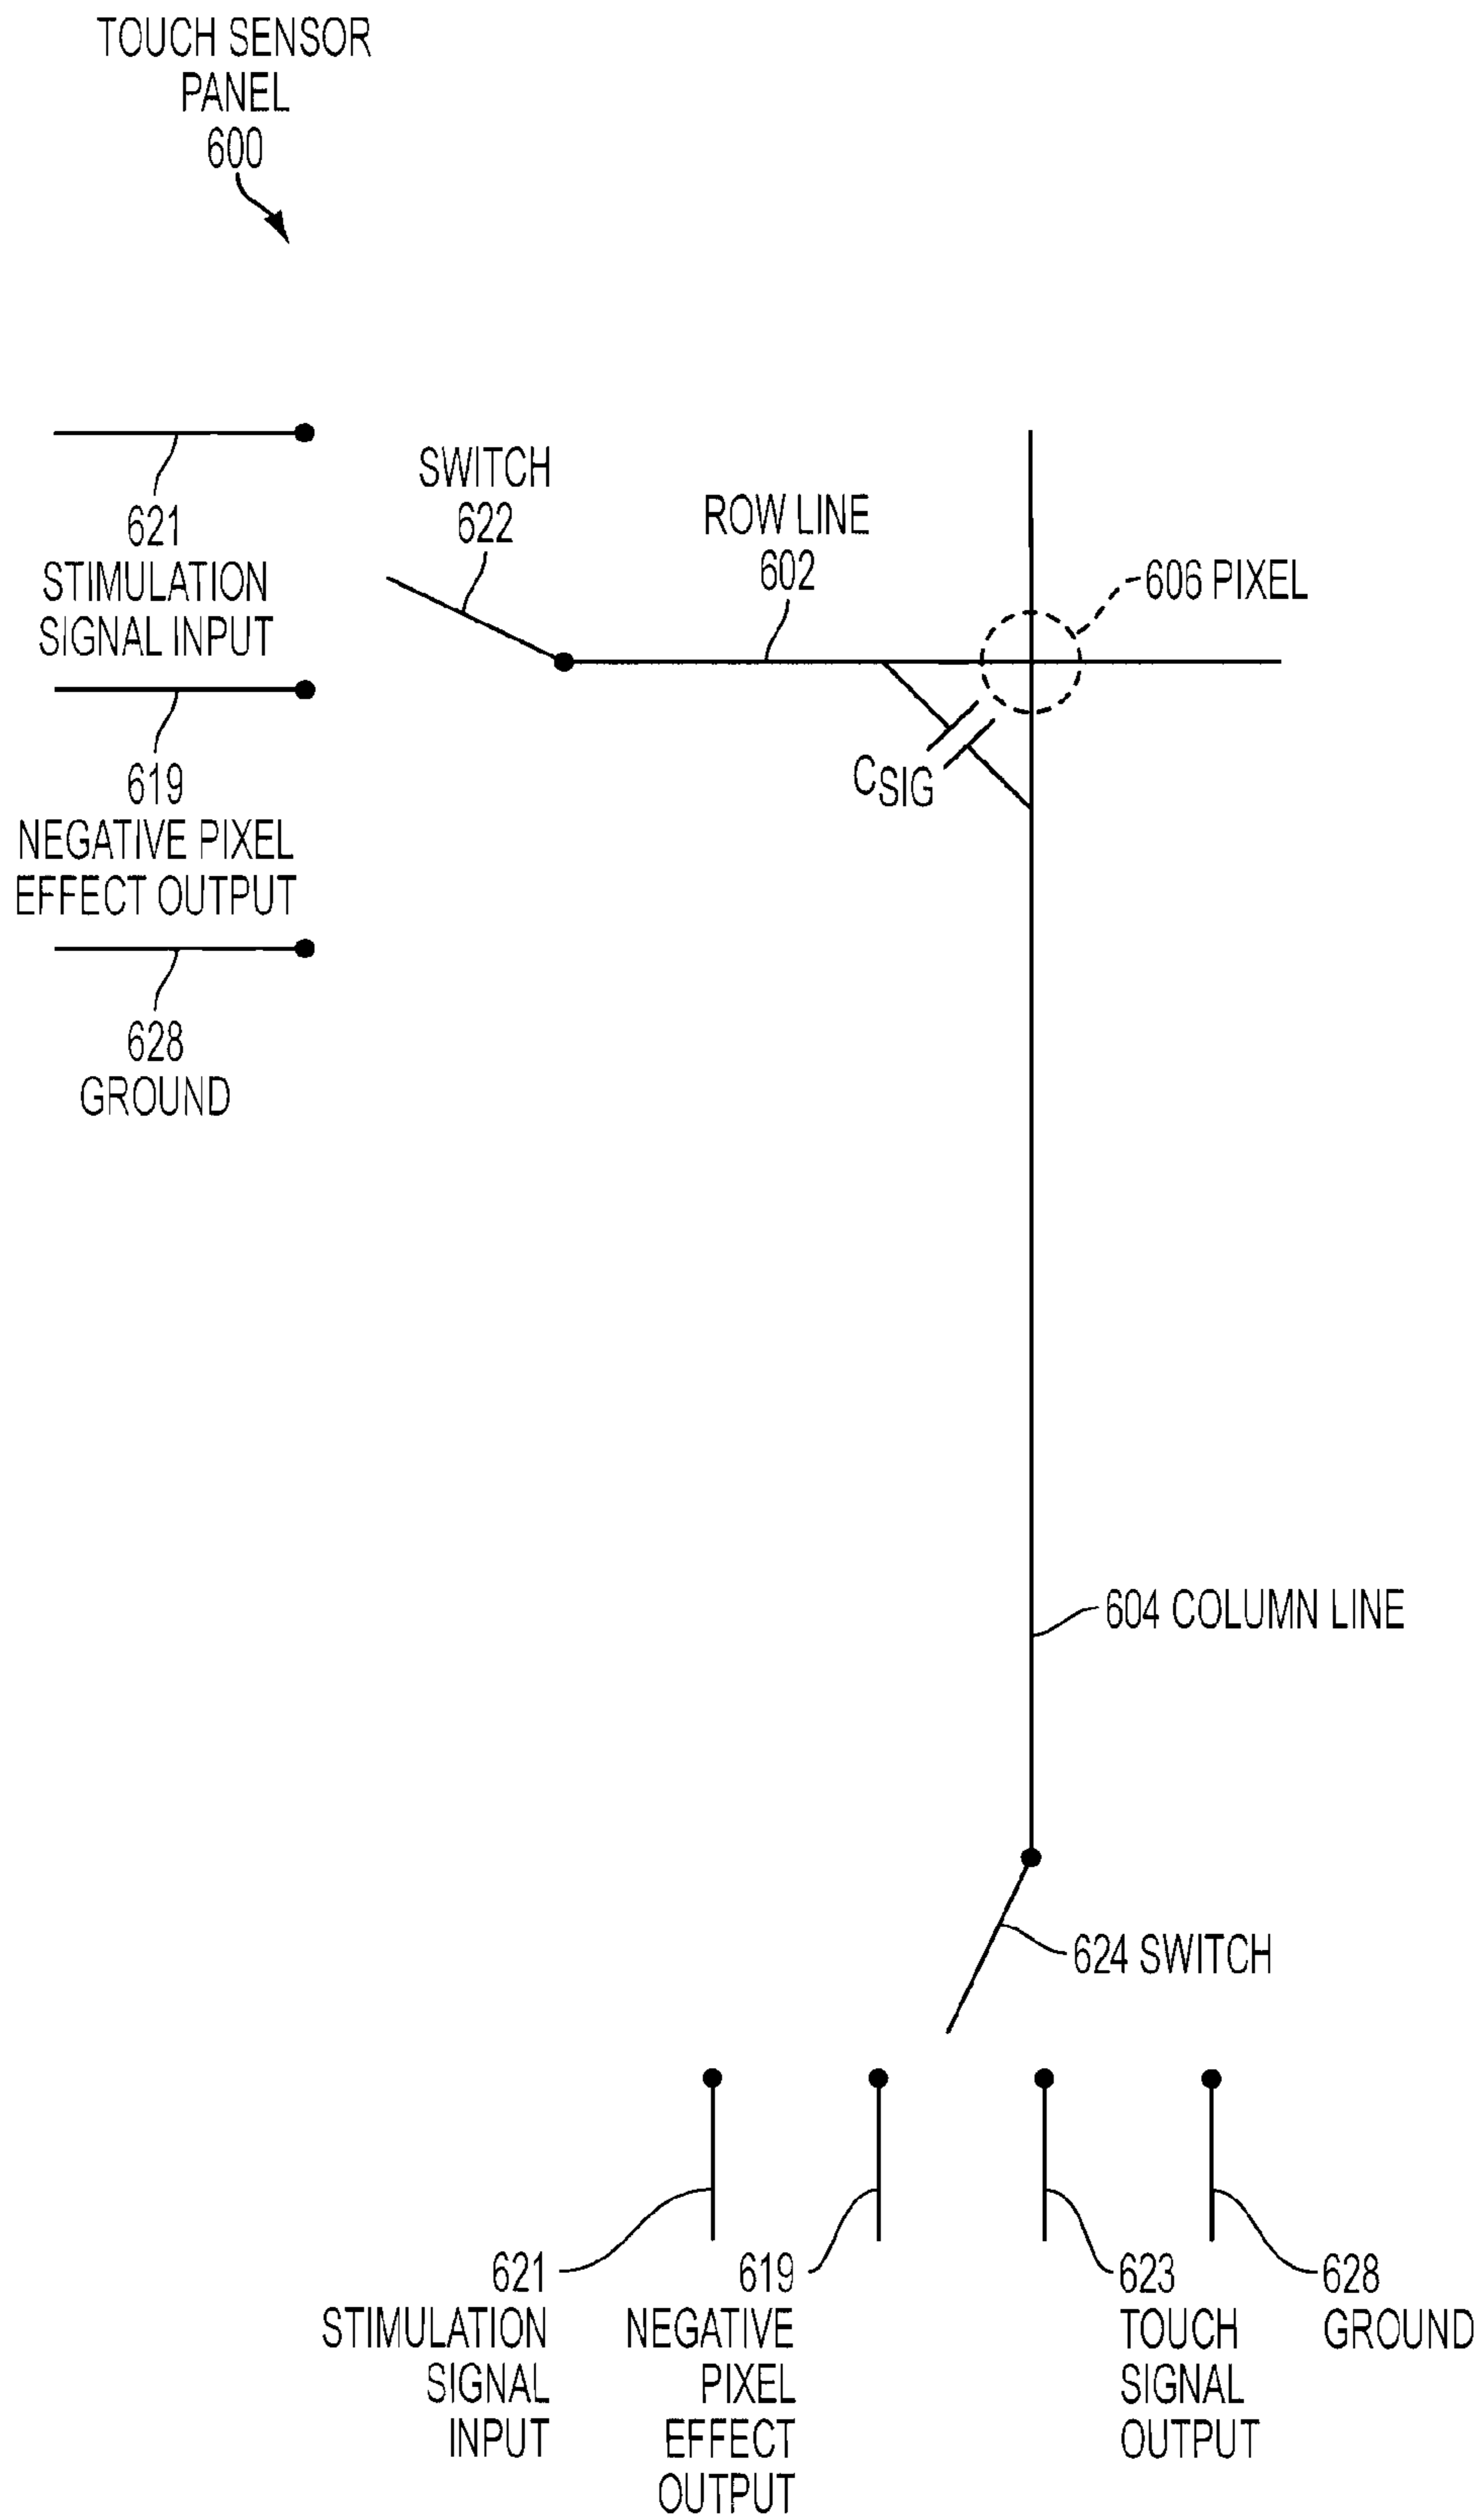 TOUCH SENSOR
PANEL
600
621
STIMULATION
SIGNAL INPUT
619
NEGATIVE PIXEL
EFFECT OUTPUT
628
GROUND
SWITCH
622
ROW LINE
602
606 PIXEL
CSIG
604 COLUMN LINE
624 SWITCH
621
STIMULATION
SIGNAL
INPUT
619
NEGATIVE
PIXEL
EFFECT
OUTPUT
623
TOUCH
SIGNAL
OUTPUT
628
GROUND